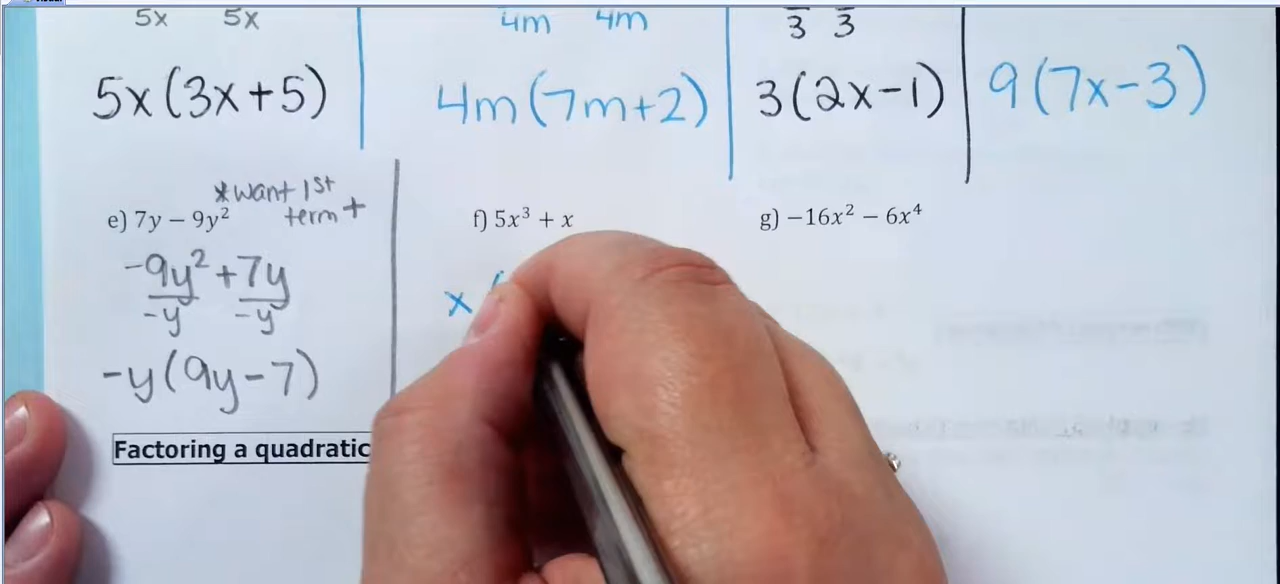 5x 5x 4m 4m 3 3
5x(3x+5) 4m(7m+2) 3(2x-1) 9(7x-3)
*want 1st
term +
e) 7y – 9y² f) 5x³ + x g) −16x² − 6x⁴
-9y² +7y
-y -y
x (
-y(9y-7)
Factoring a quadratic